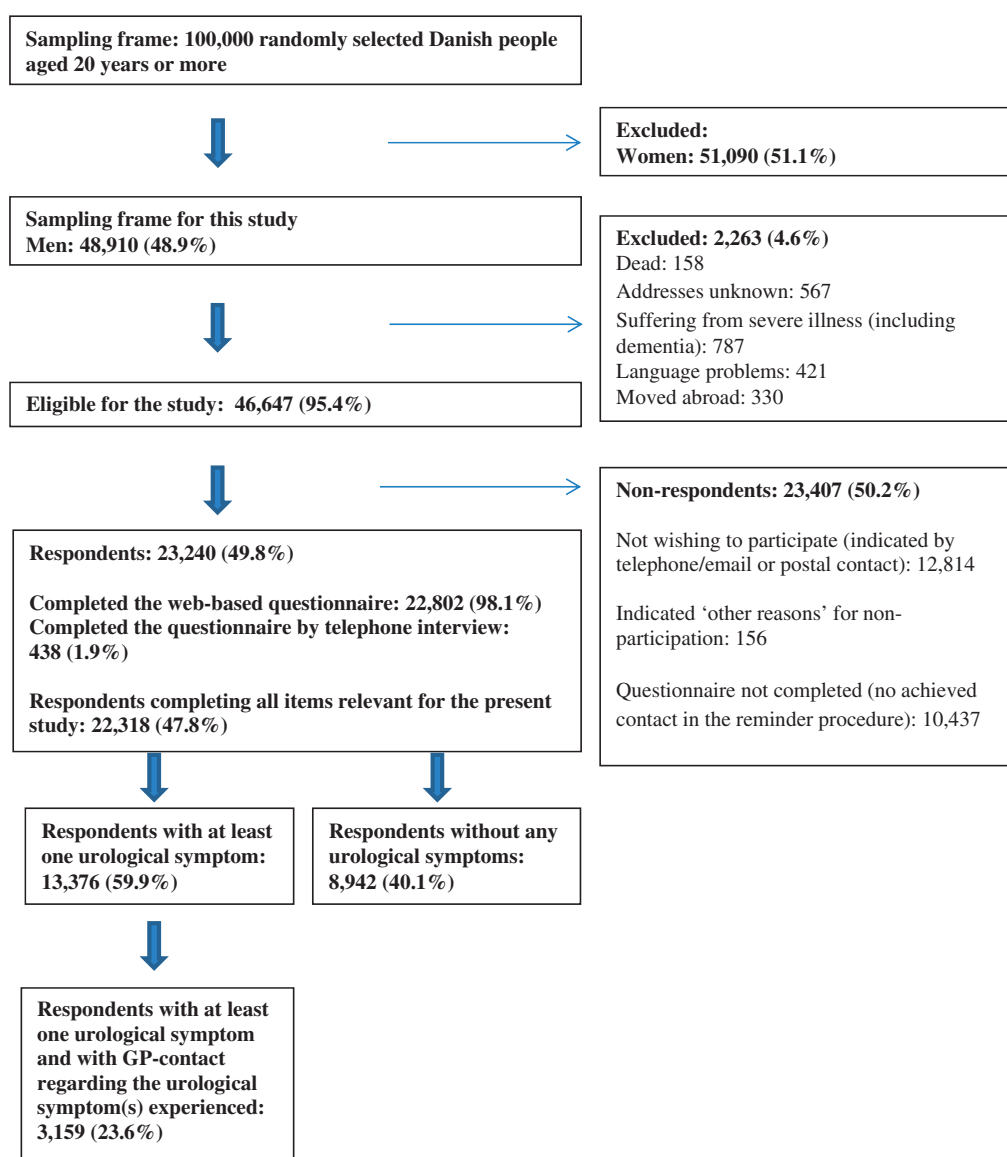 Sampling frame: 100,000 randomly selected Danish people
aged 20 years or more
Excluded:
Women: 51,090 (51.1%)
Sampling frame for this study
Men: 48,910 (48.9%)
Excluded: 2,263 (4.6%)
Dead: 158
Addresses unknown: 567
Suffering from severe illness (including
dementia): 787
Language problems: 421
Moved abroad: 330
Eligible for the study: 46,647 (95.4%)
Non-respondents: 23,407 (50.2%)
Not wishing to participate (indicated by
telephone/email or postal contact): 12,814
Indicated ‘other reasons’ for non-
participation: 156
Questionnaire not completed (no achieved
contact in the reminder procedure): 10,437
Respondents: 23,240 (49.8%)
Completed the web-based questionnaire: 22,802 (98.1%)
Completed the questionnaire by telephone interview:
438 (1.9%)
Respondents completing all items relevant for the present
study: 22,318 (47.8%)
Respondents with at least
one urological symptom:
13,376 (59.9%)
Respondents without any
urological symptoms:
8,942 (40.1%)
Respondents with at least
one urological symptom
and with GP-contact
regarding the urological
symptom(s) experienced:
3,159 (23.6%)